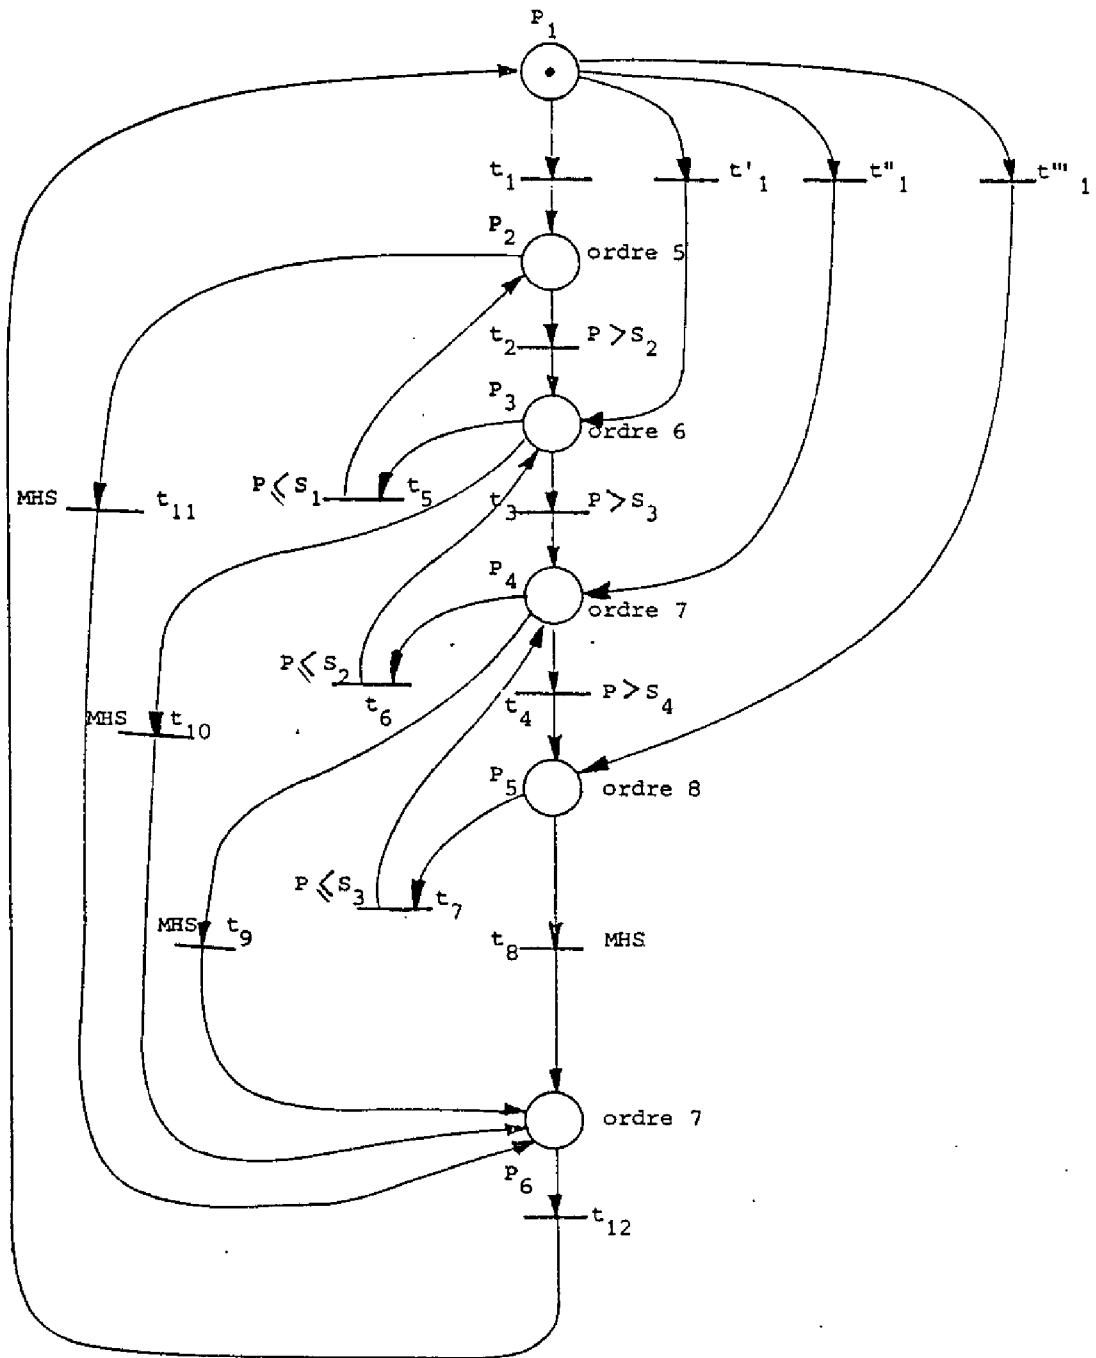 P1
t1
t'1
t"1
t'''1
P2
ordre 5
t2
P > S2
P3
ordre 6
P ≤ S1
t5
MHS
t11
t3
P > S3
P4
ordre 7
P ≤ S2
t6
t4
P > S4
MHS
t10
P5
ordre 8
P ≤ S3
t7
MHS
t9
t8
MHS
ordre 7
P6
t12